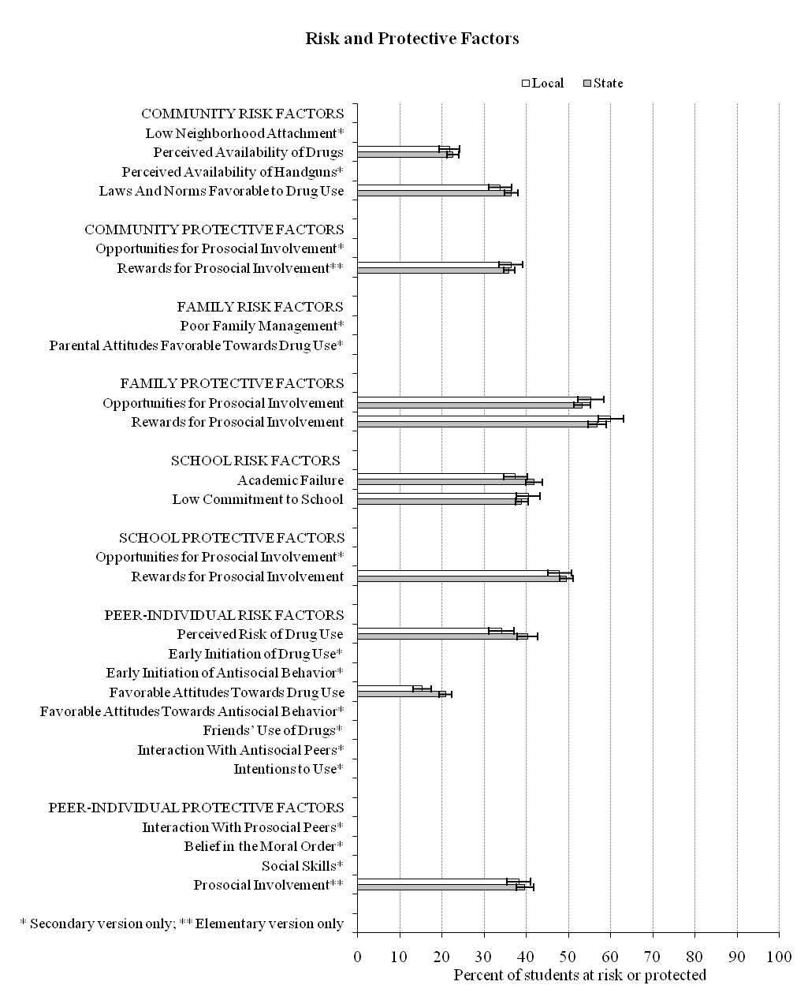 Risk and Protective Factors
Local State
COMMUNITY RISK FACTORS
Low Neighborhood Attachment*
Perceived Availability of Drugs
Perceived Availability of Handguns*
Laws And Norms Favorable to Drug Use
COMMUNITY PROTECTIVE FACTORS
Opportunities for Prosocial Involvement*
Rewards for Prosocial Involvement**
FAMILY RISK FACTORS
Poor Family Management*
Parental Attitudes Favorable Towards Drug Use*
FAMILY PROTECTIVE FACTORS
Opportunities for Prosocial Involvement
Rewards for Prosocial Involvement
SCHOOL RISK FACTORS
Academic Failure
Low Commitment to School
SCHOOL PROTECTIVE FACTORS
Opportunities for Prosocial Involvement*
Rewards for Prosocial Involvement
PEER-INDIVIDUAL RISK FACTORS
Perceived Risk of Drug Use
Early Initiation of Drug Use*
Early Initiation of Antisocial Behavior*
Favorable Attitudes Towards Drug Use
Favorable Attitudes Towards Antisocial Behavior*
Friends’ Use of Drugs*
Interaction With Antisocial Peers*
Intentions to Use*
PEER-INDIVIDUAL PROTECTIVE FACTORS
Interaction With Prosocial Peers*
Belief in the Moral Order*
Social Skills*
Prosocial Involvement**
* Secondary version only; ** Elementary version only
0 10 20 30 40 50 60 70 80 90 100
Percent of students at risk or protected